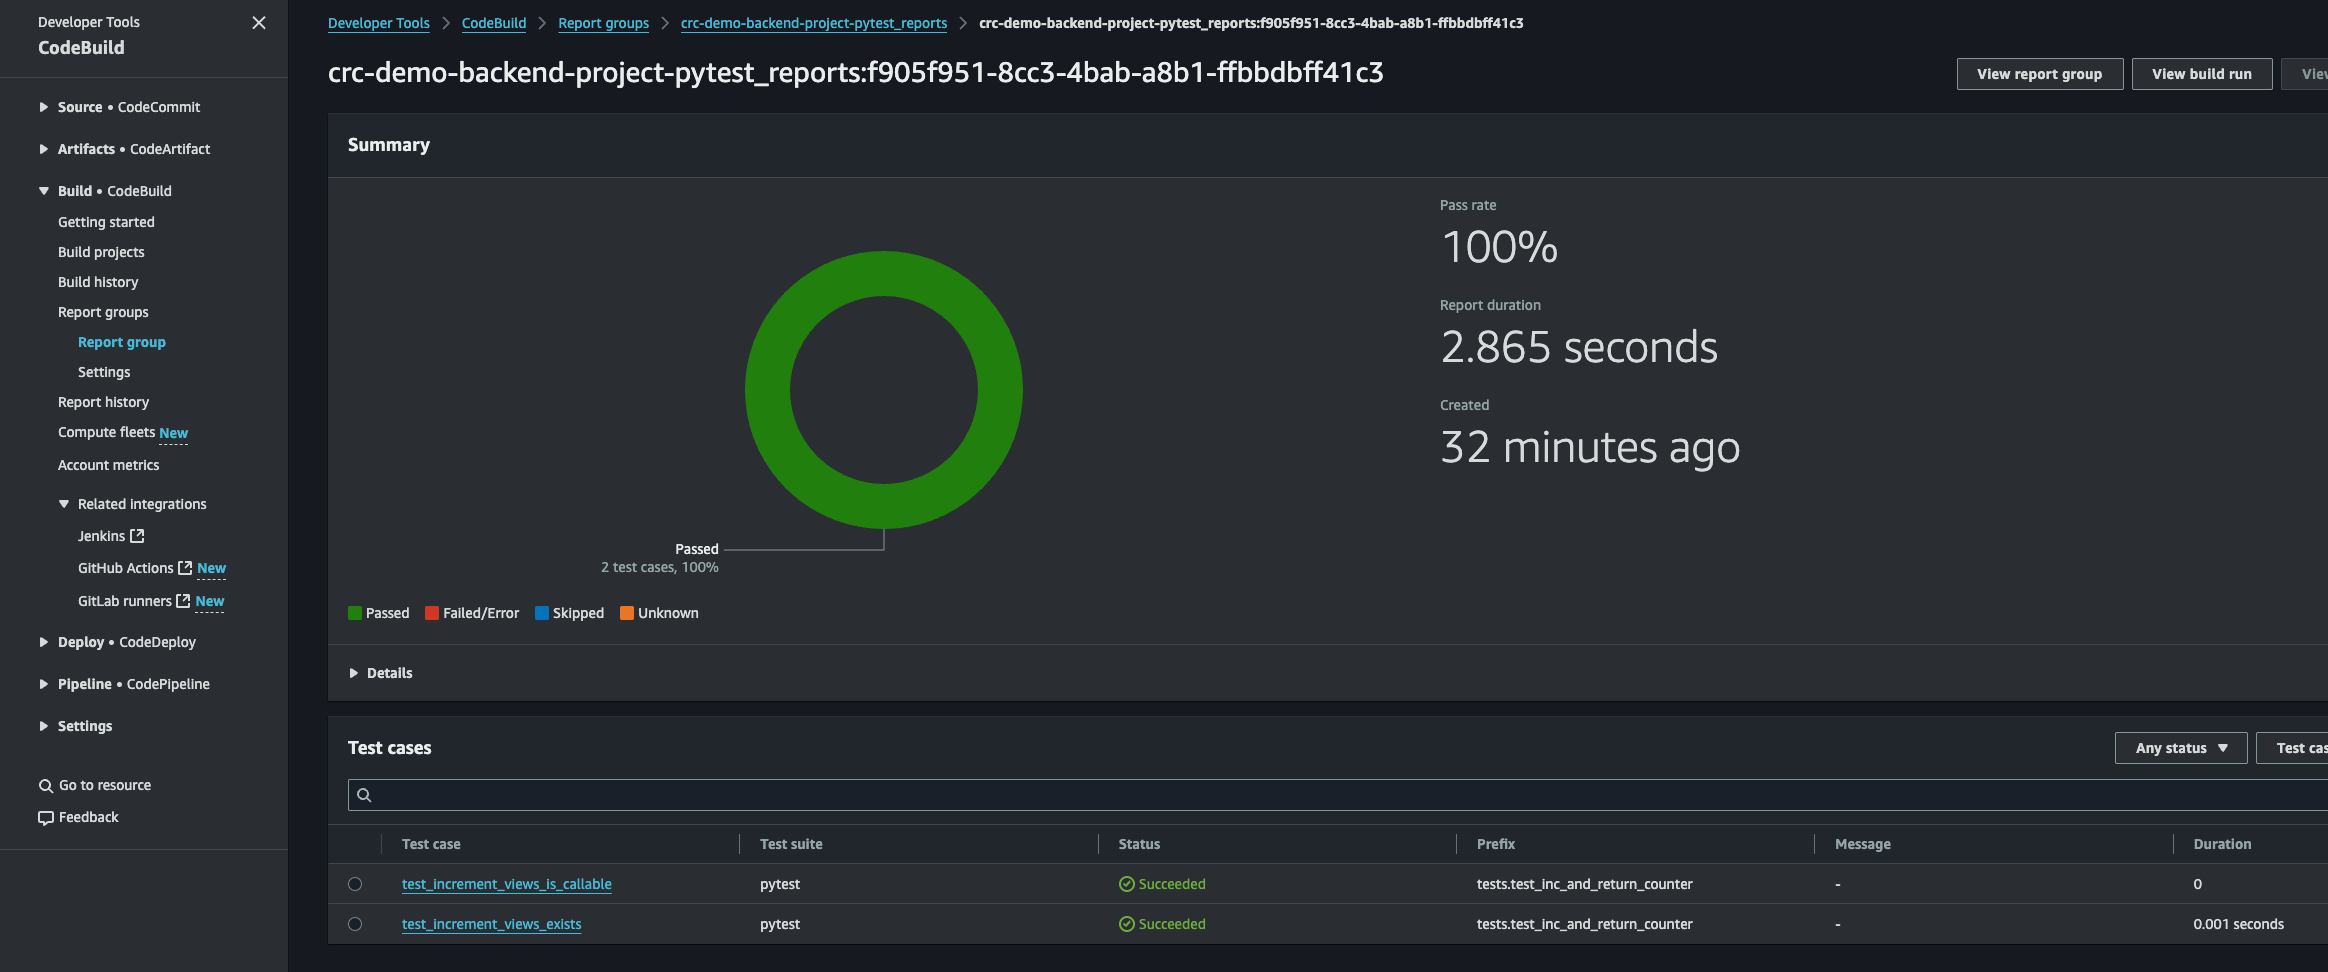 Developer Tools
CodeBuild
Source • CodeCommit
Artifacts • CodeArtifact
Build • CodeBuild
Getting started
Build projects
Build history
Report groups
Report group
Settings
Report history
Compute fleets New
Account metrics
Related integrations
Jenkins
GitHub Actions New
GitLab runners New
Deploy • CodeDeploy
Pipeline • CodePipeline
Settings
Go to resource
Feedback
Developer Tools > CodeBuild > Report groups > crc-demo-backend-project-pytest_reports > crc-demo-backend-project-pytest_reports:f905f951-8cc3-4bab-a8b1-ffbbdbff41c3
crc-demo-backend-project-pytest_reports:f905f951-8cc3-4bab-a8b1-ffbbdbff41c3
View report group View build run View
Summary
Pass rate
100%
Report duration
2.865 seconds
Created
32 minutes ago
Passed
2 test cases, 100%
Passed Failed/Error Skipped Unknown
Details
Test cases
Any status Test cas
Test case Test suite Status Prefix Message Duration
test_increment_views_is_callable pytest Succeeded tests.test_inc_and_return_counter - 0
test_increment_views_exists pytest Succeeded tests.test_inc_and_return_counter - 0.001 seconds